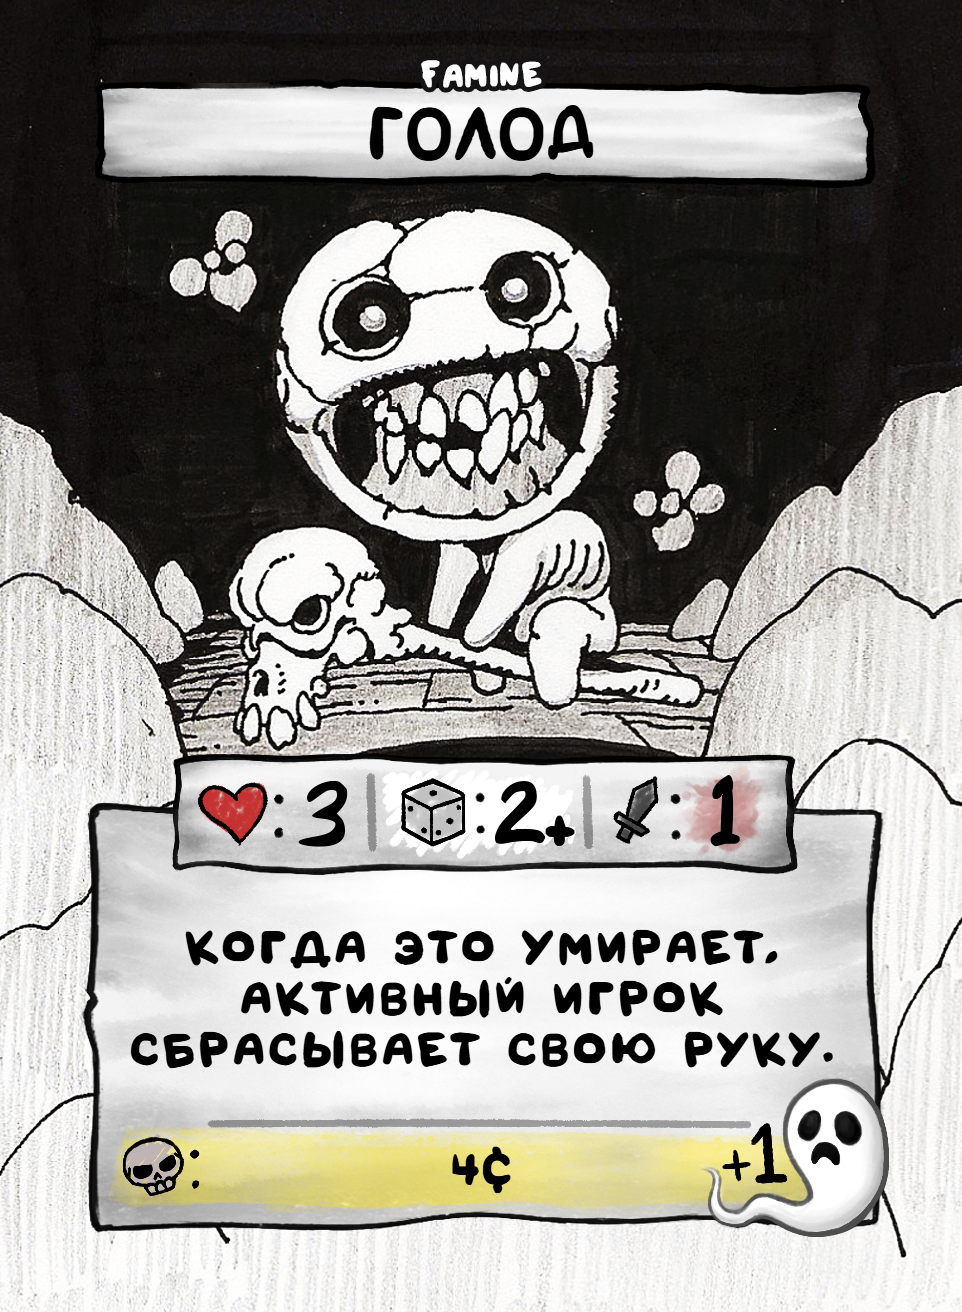 FAMINE
ГОЛОД
: 3 : 2+ : 1
КОГДА ЭТО УМИРАЕТ,
АКТИВНЫЙ ИГРОК
СБРАСЫВАЕТ СВОЮ РУКУ.
: 4¢ +1